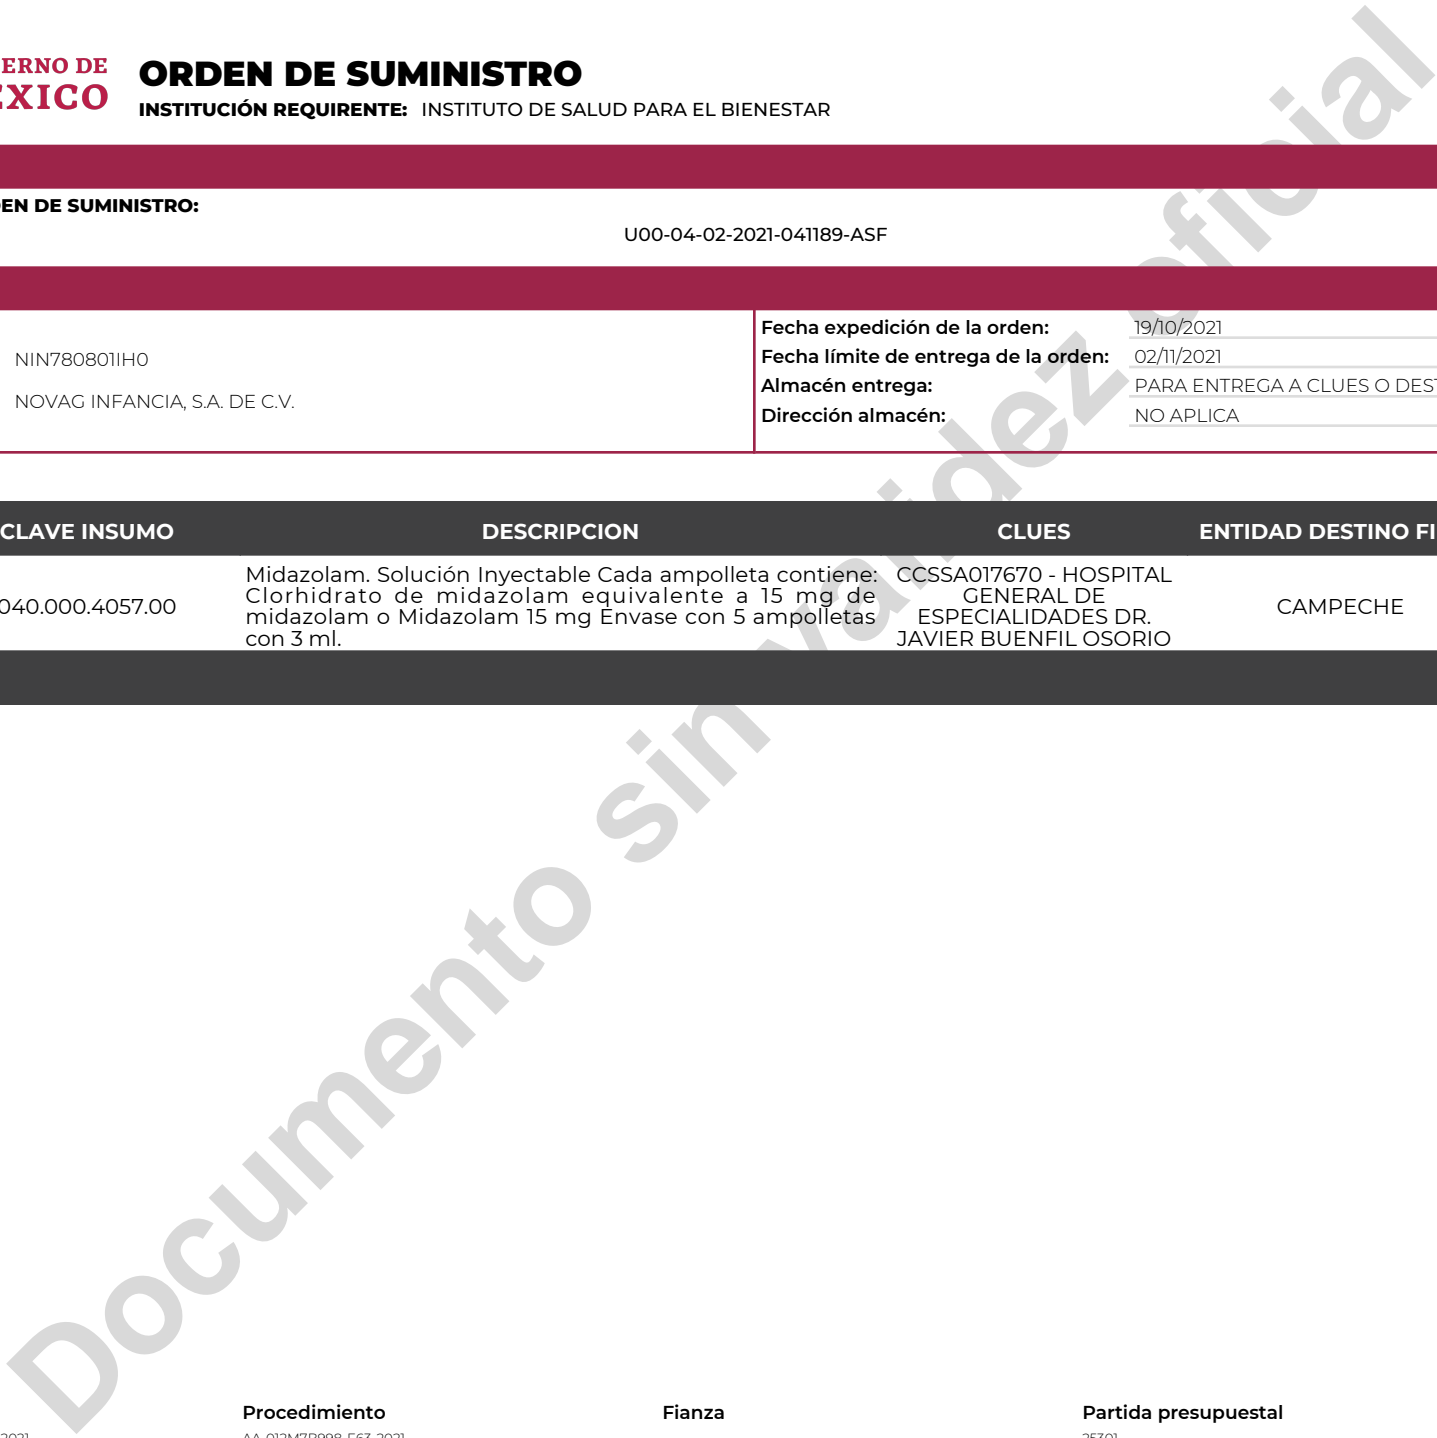 ERNO DE
EXICO
ORDEN DE SUMINISTRO
INSTITUCIÓN REQUIRENTE: INSTITUTO DE SALUD PARA EL BIENESTAR
EN DE SUMINISTRO:
U00-04-02-2021-041189-ASF
NIN780801IH0
NOVAG INFANCIA, S.A. DE C.V.
Fecha expedición de la orden: 19/10/2021
Fecha límite de entrega de la orden: 02/11/2021
Almacén entrega: PARA ENTREGA A CLUES O DEST
Dirección almacén: NO APLICA
CLAVE INSUMO DESCRIPCION CLUES ENTIDAD DESTINO FI
040.000.4057.00
Midazolam. Solución Inyectable Cada ampolleta contiene:
Clorhidrato de midazolam equivalente a 15 mg de
midazolam o Midazolam 15 mg Envase con 5 ampolletas
con 3 ml.
CCSSA017670 - HOSPITAL
GENERAL DE
ESPECIALIDADES DR.
JAVIER BUENFIL OSORIO
CAMPECHE
Documento sin validez oficial
Procedimiento Fianza Partida presupuestal